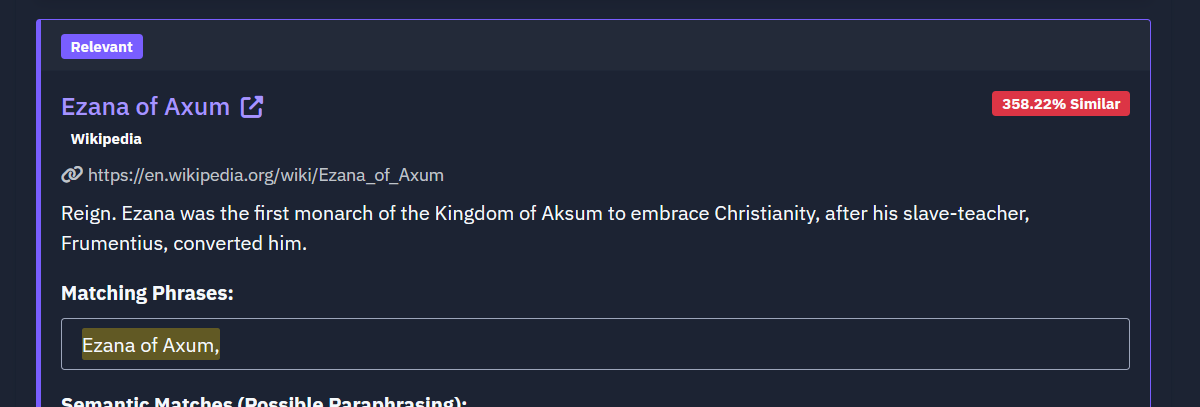 Relevant
Ezana of Axum
358.22% Similar
Wikipedia
https://en.wikipedia.org/wiki/Ezana_of_Axum
Reign. Ezana was the first monarch of the Kingdom of Aksum to embrace Christianity, after his slave-teacher,
Frumentius, converted him.
Matching Phrases:
Ezana of Axum,
Semantic Matches (Possible Paraphrasing):